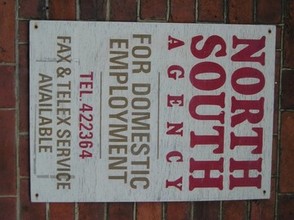 NORTH
SOUTH
AGENCY
FOR DOMESTIC
EMPLOYMENT
TEL. 422364
FAX & TELEX SERVICE
AVAILABLE